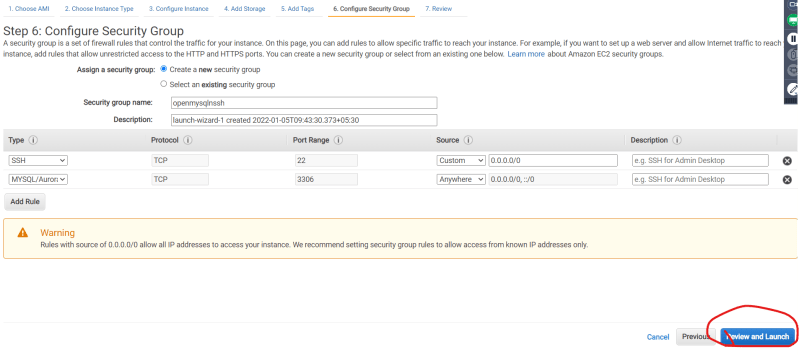 1. Choose AMI 2. Choose Instance Type 3. Configure Instance 4. Add Storage 5. Add Tags 6. Configure Security Group 7. Review
Step 6: Configure Security Group
A security group is a set of firewall rules that control the traffic for your instance. On this page, you can add rules to allow specific traffic to reach your instance. For example, if you want to set up a web server and allow Internet traffic to reach
instance, add rules that allow unrestricted access to the HTTP and HTTPS ports. You can create a new security group or select from an existing one below. Learn more about Amazon EC2 security groups.
Assign a security group: Create a new security group
Select an existing security group
Security group name: openmysqlnssh
Description: launch-wizard-1 created 2022-01-05T09:43:30.373+05:30
Type Protocol Port Range Source Description
SSH TCP 22 Custom 0.0.0.0/0 e.g. SSH for Admin Desktop
MYSQL/Auror TCP 3306 Anywhere 0.0.0.0/0, ::/0 e.g. SSH for Admin Desktop
Add Rule
Warning
Rules with source of 0.0.0.0/0 allow all IP addresses to access your instance. We recommend setting security group rules to allow access from known IP addresses only.
Cancel Previous Review and Launch